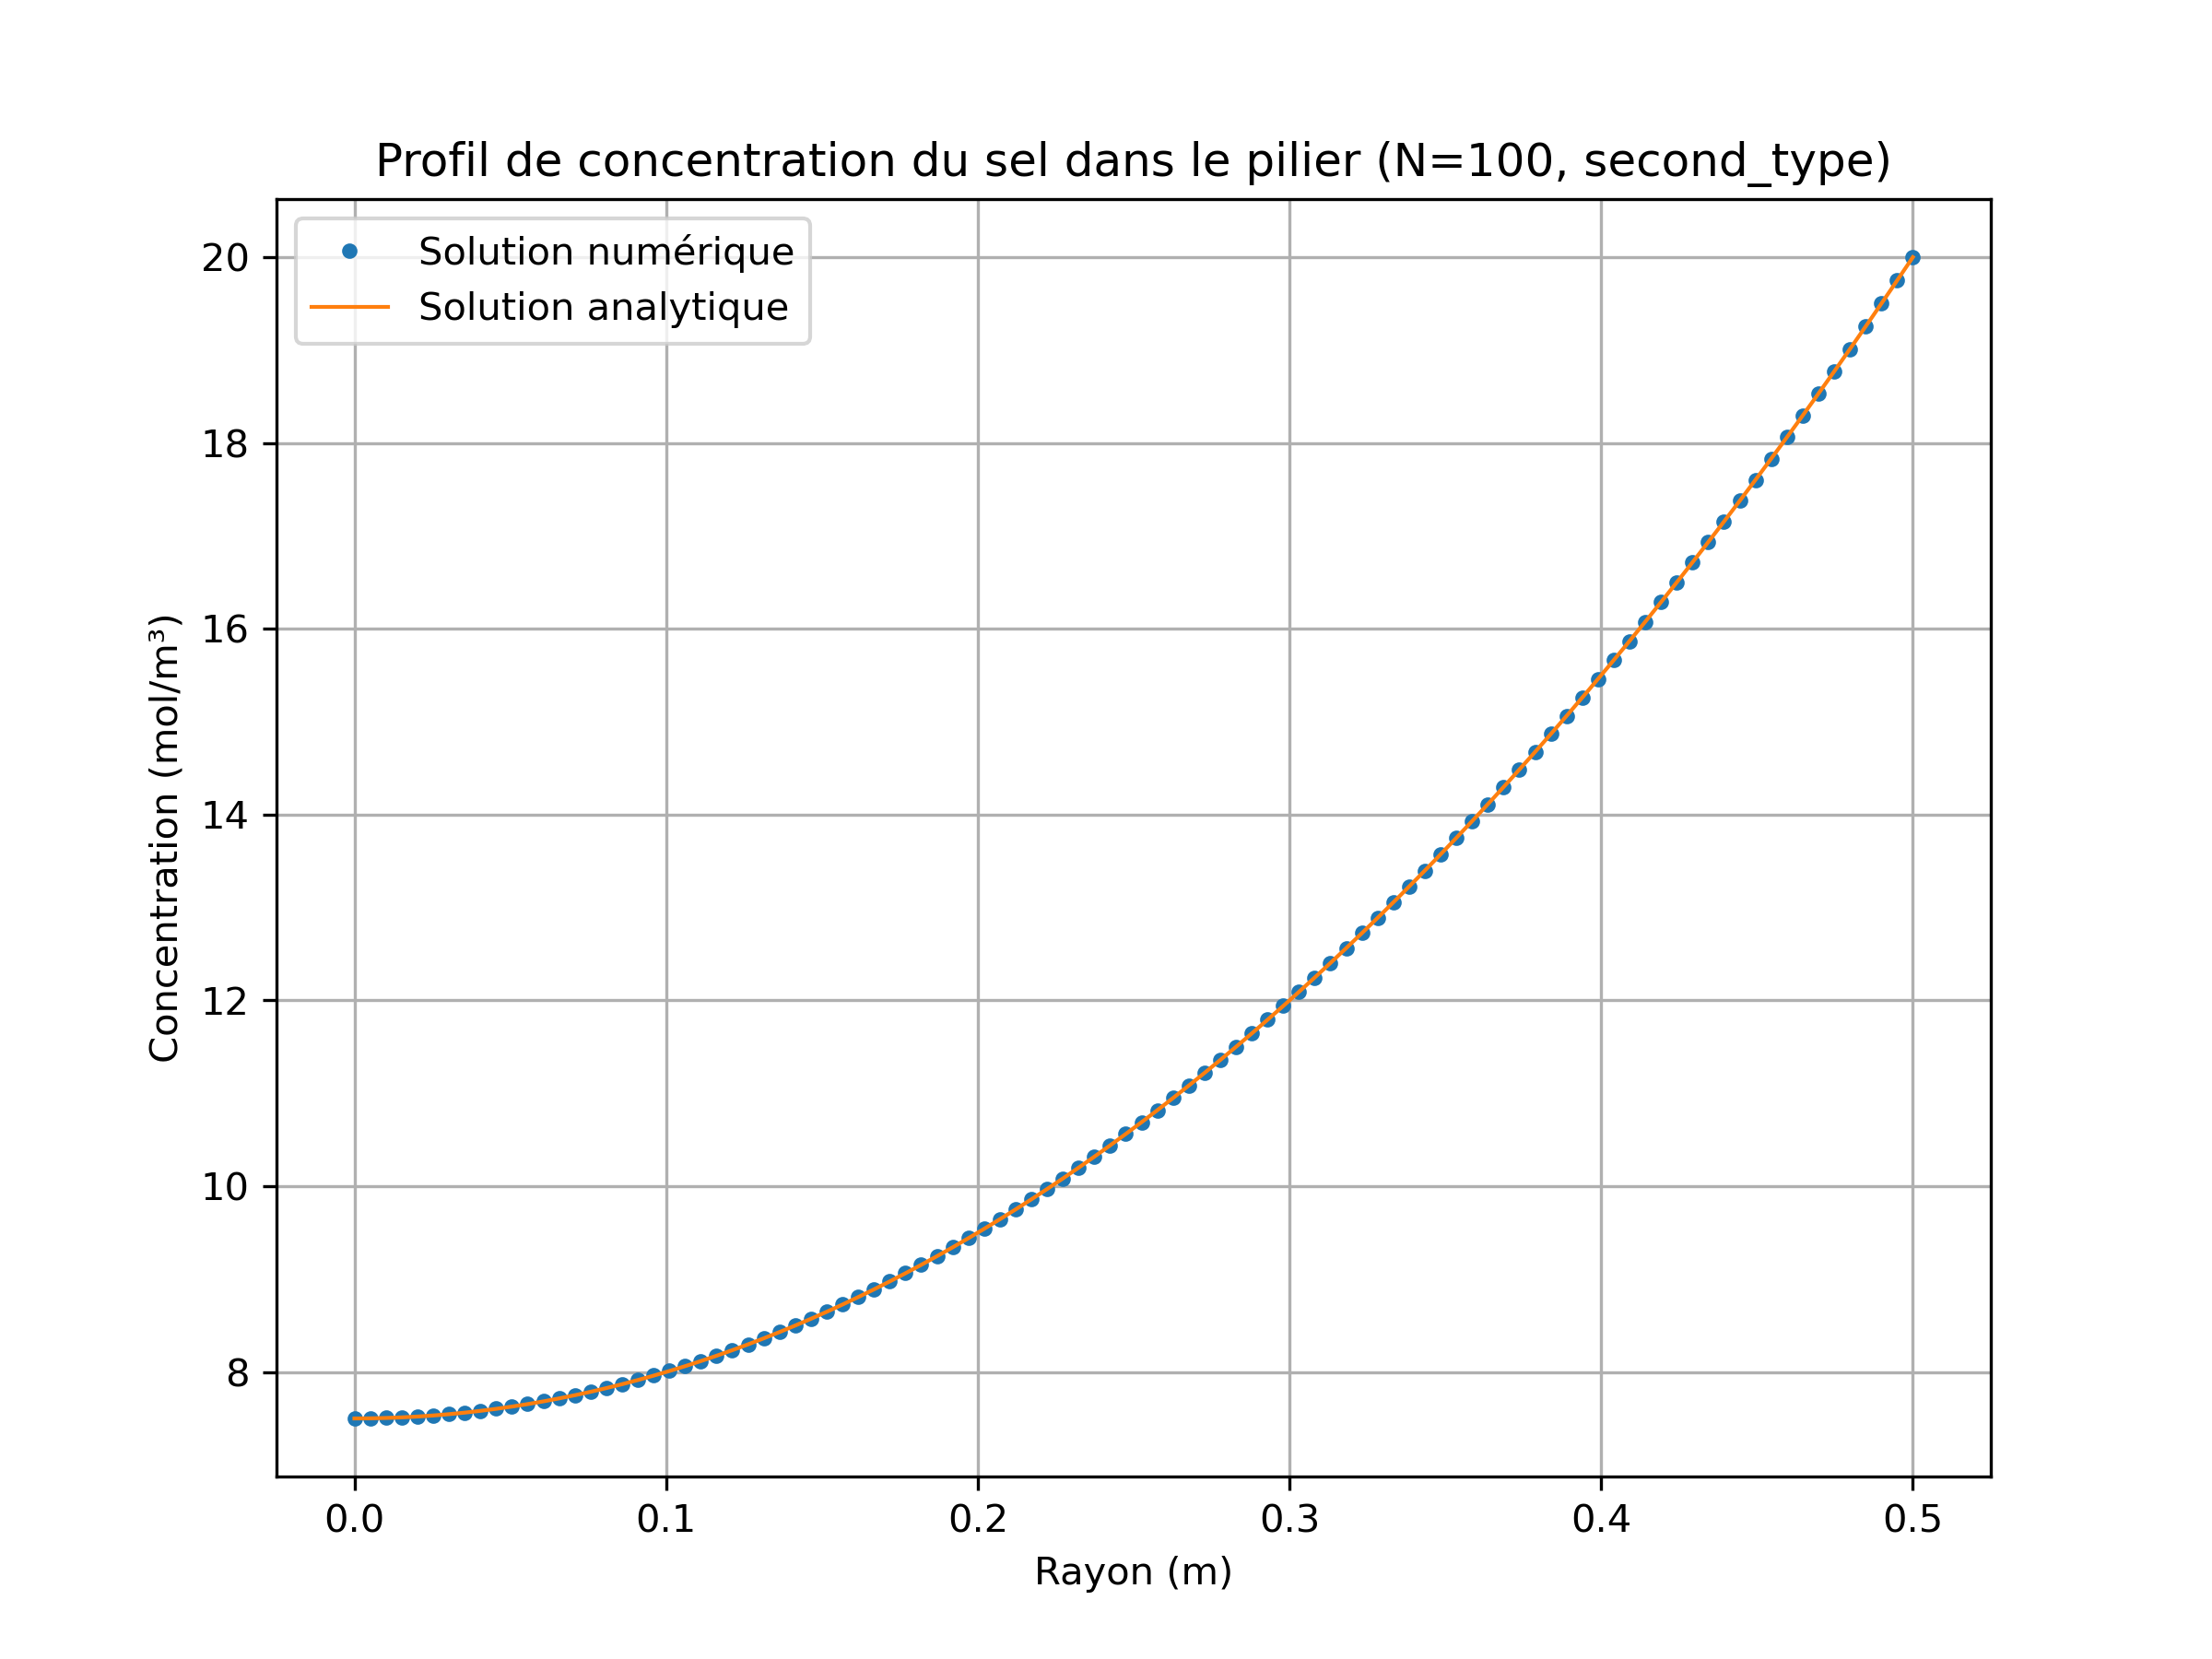 Profil de concentration du sel dans le pilier (N=100, second_type)
Solution numérique
Solution analytique
20
18
16
14
12
10
8
Concentration (mol/m³)
0.0 0.1 0.2 0.3 0.4 0.5
Rayon (m)